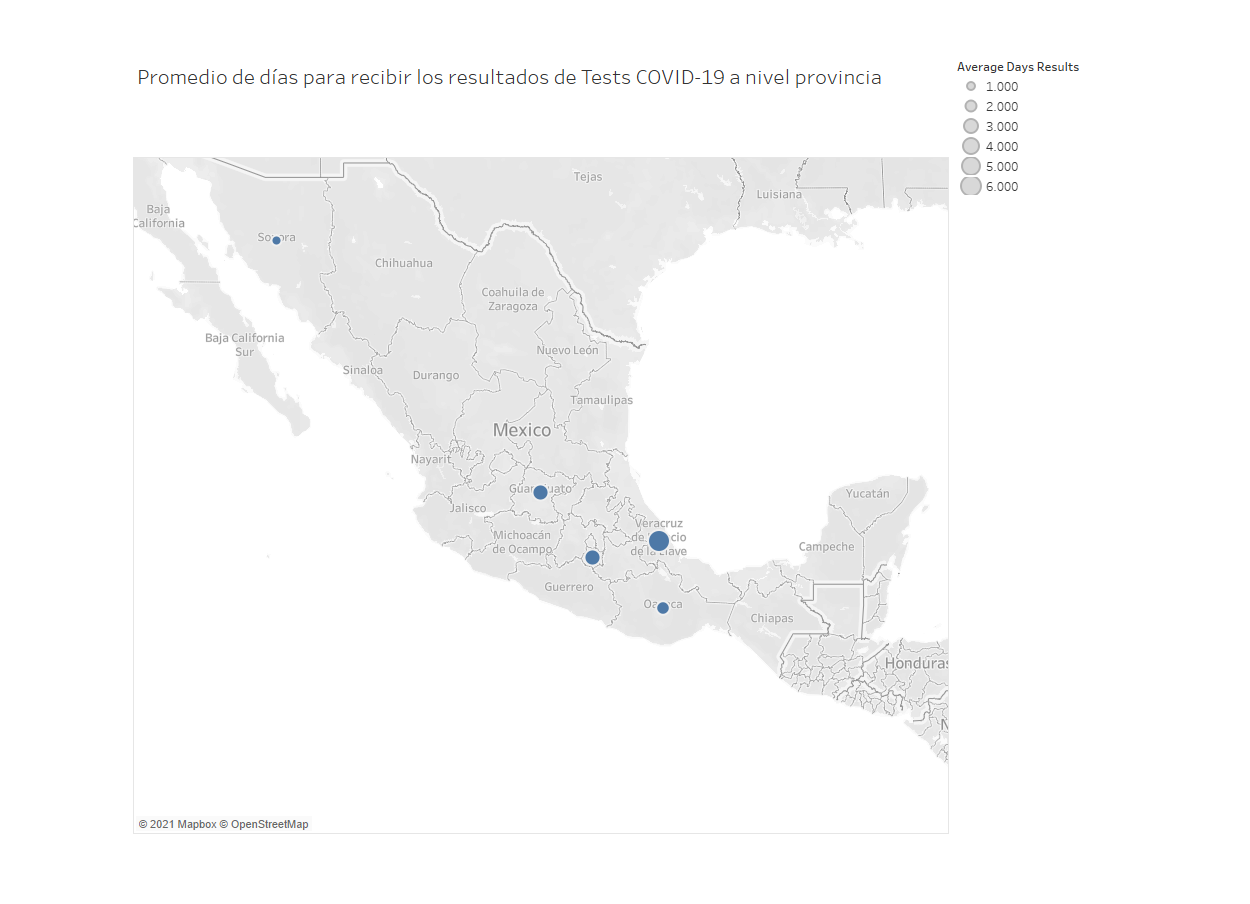 Promedio de días para recibir los resultados de Tests COVID-19 a nivel provincia
Average Days Results
1.000
2.000
3.000
4.000
5.000
6.000
Tejas
Luisiana
Baja
California
Chihuahua
Coahuila de
Zaragoza
Baja California
Sur
Nuevo León
Sinaloa
Durango
Tamaulipas
Mexico
Nayarit
Jalisco
Yucatán
Veracruz
Michoacán
de Ocampo
Campeche
Guerrero
Chiapas
Honduras
© 2021 Mapbox © OpenStreetMap